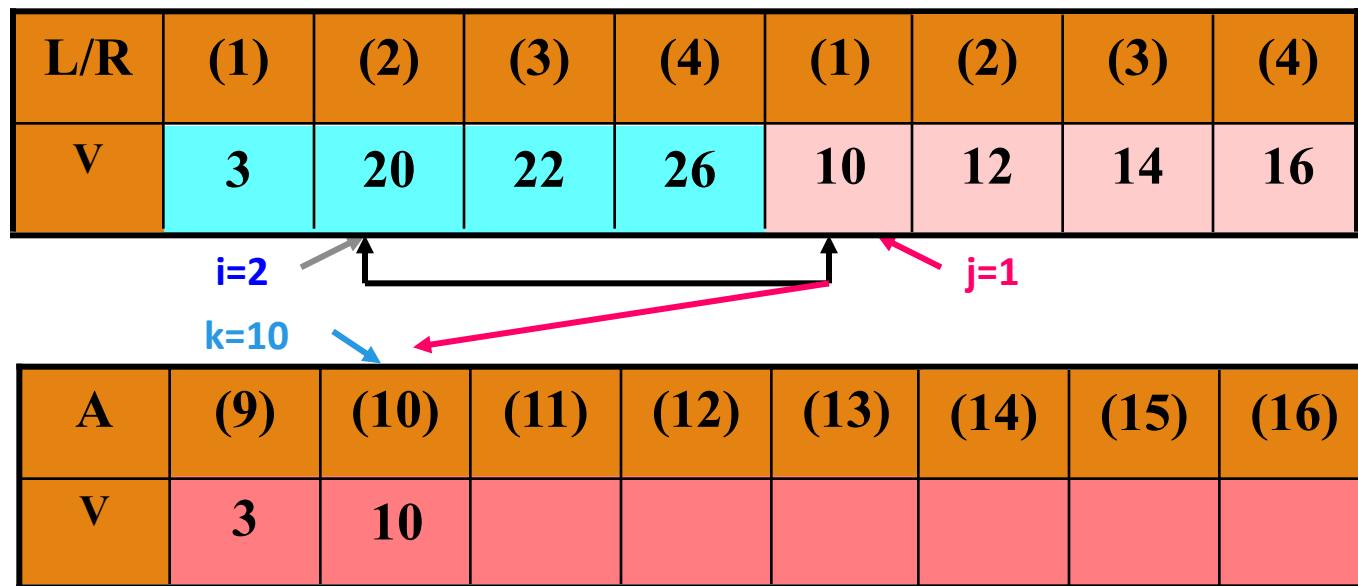 L/R (1) (2) (3) (4) (1) (2) (3) (4)
V 3 20 22 26 10 12 14 16
i=2 j=1
k=10
A (9) (10) (11) (12) (13) (14) (15) (16)
V 3 10